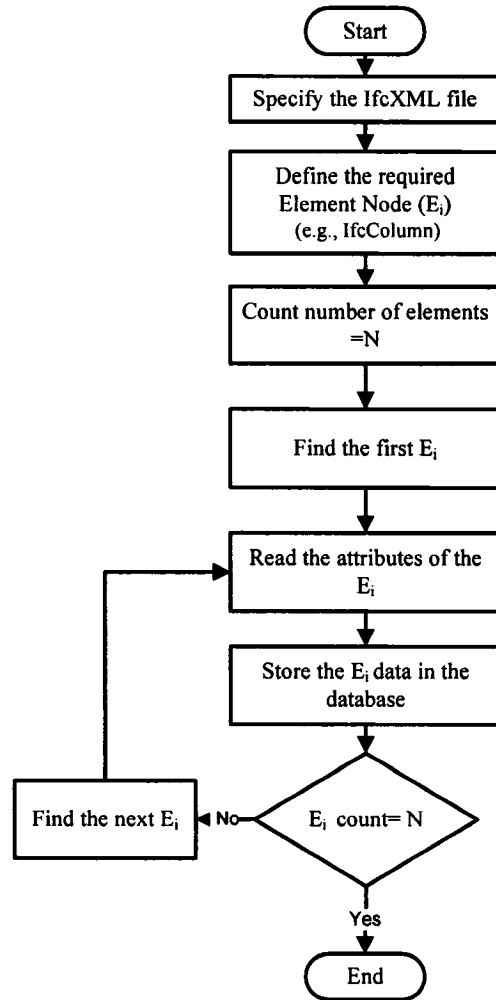 Start
Specify the IfcXML file
Define the required
Element Node (Ei)
(e.g., IfcColumn)
Count number of elements
=N
Find the first Ei
Read the attributes of the
Ei
Store the Ei data in the
database
Find the next Ei
No
Ei count= N
Yes
End